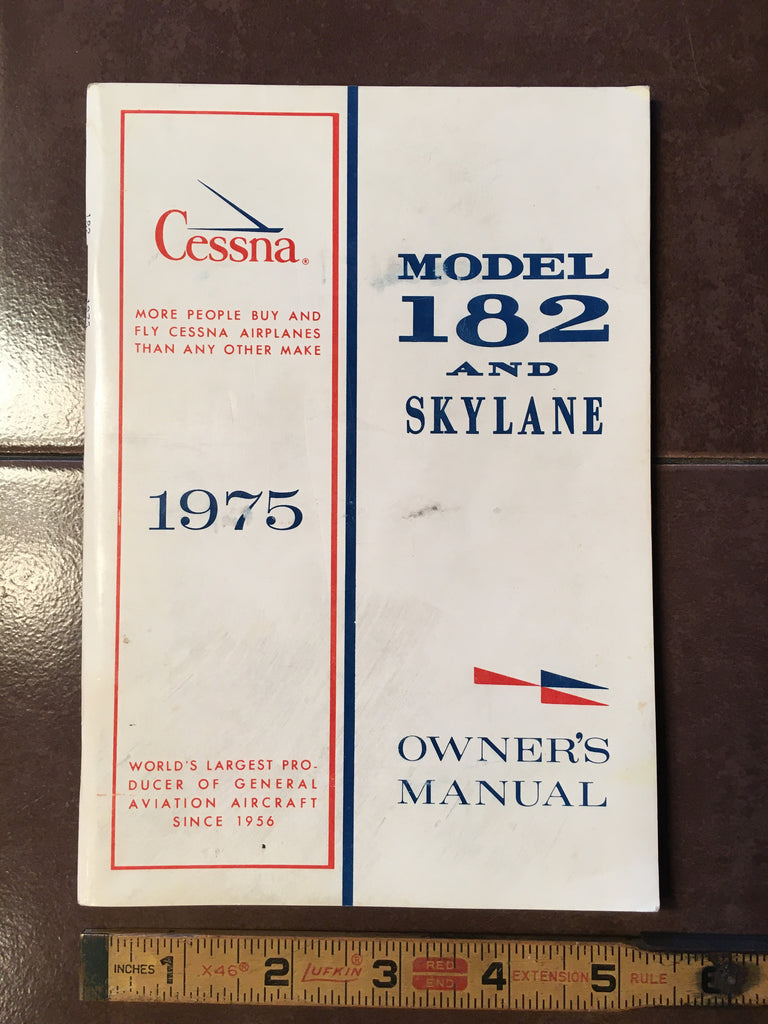 Cessna®
MORE PEOPLE BUY AND
FLY CESSNA AIRPLANES
THAN ANY OTHER MAKE
1975
WORLD'S LARGEST PRO-
DUCER OF GENERAL
AVIATION AIRCRAFT
SINCE 1956
MODEL
182
AND
SKYLANE
OWNER'S
MANUAL
182
1975
INCHES 1 X46® 2 LUFKIN® 3 RED END 4 EXTENSION 5 RULE 6